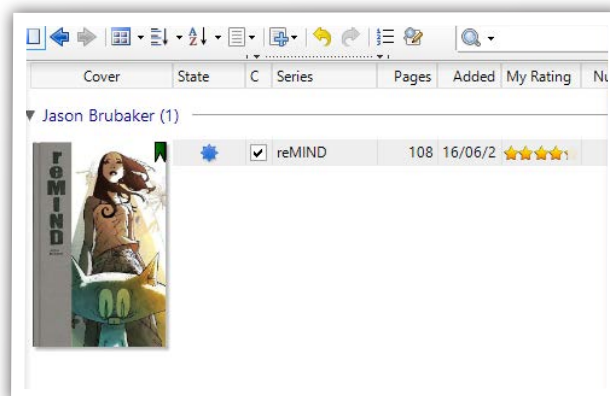 Cover State C Series Pages Added My Rating Nu
Jason Brubaker (1)
reMIND 108 16/06/2
reMIND